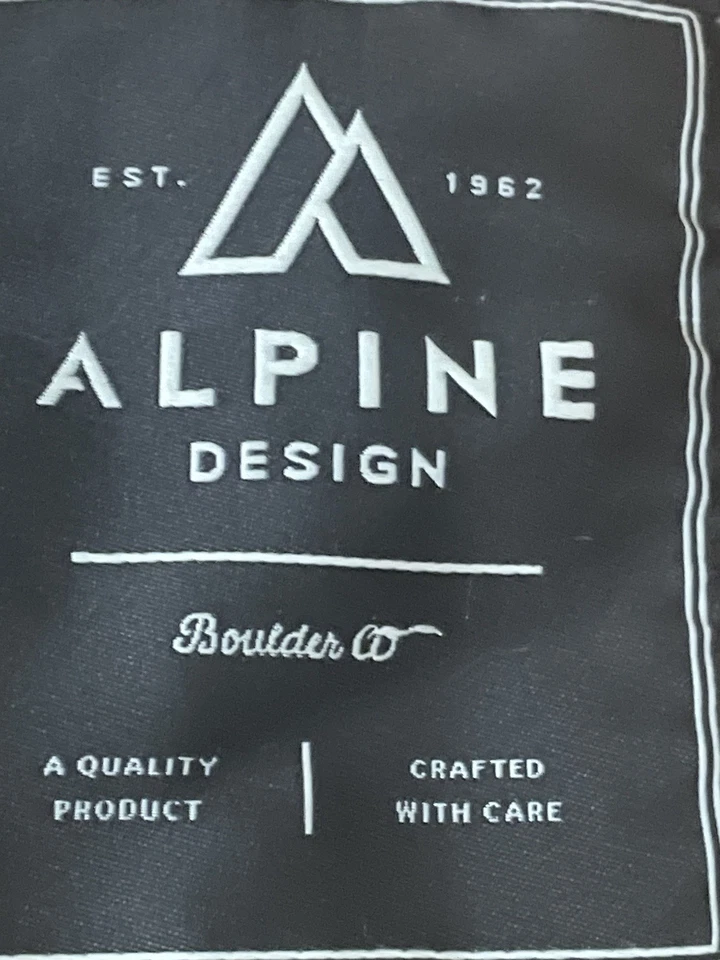 EST. 1962
ALPINE
DESIGN
Boulder CO
A QUALITY
PRODUCT
CRAFTED
WITH CARE